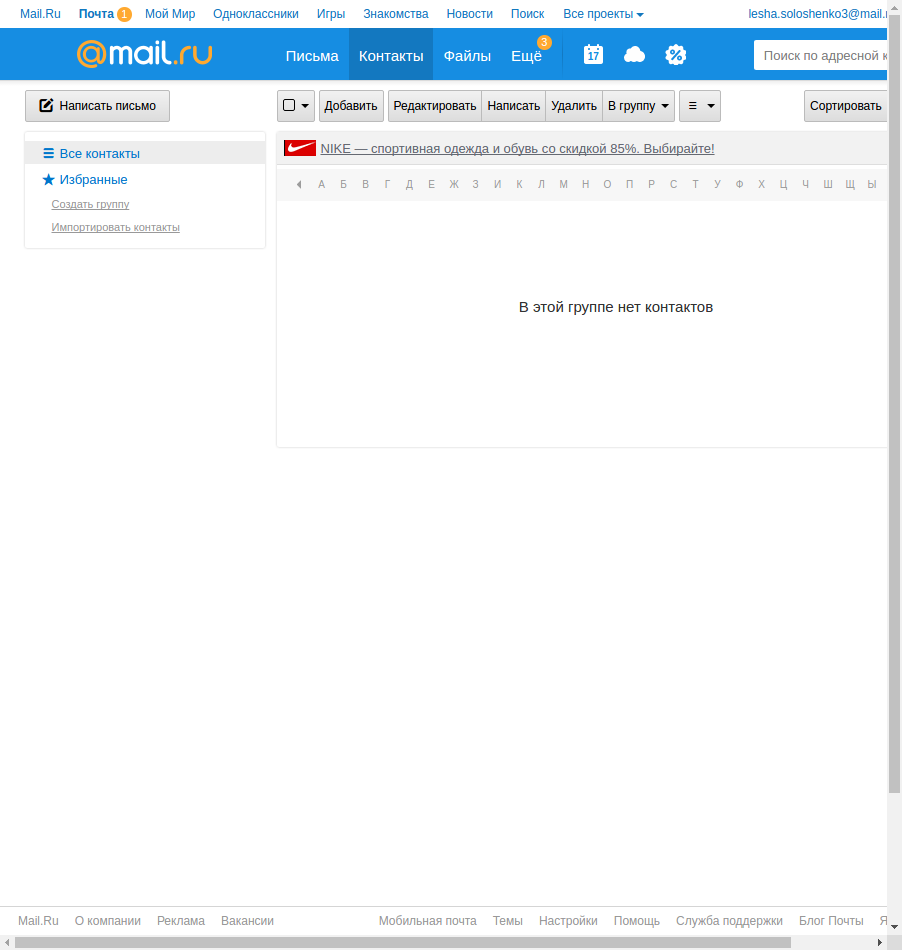 Mail.Ru Почта 1 Мой Мир Одноклассники Игры Знакомства Новости Поиск Все проекты lesha.soloshenko3@mail.r
@mail.ru Письма Контакты Файлы Ещё 3 17 Поиск по адресной к
Написать письмо Добавить Редактировать Написать Удалить В группу Сортировать
Все контакты
Избранные
Создать группу
Импортировать контакты
NIKE — спортивная одежда и обувь со скидкой 85%. Выбирайте!
А Б В Г Д Е Ж З И К Л М Н О П Р С Т У Ф Х Ц Ч Ш Щ Ы
В этой группе нет контактов
Mail.Ru О компании Реклама Вакансии Мобильная почта Темы Настройки Помощь Служба поддержки Блог Почты Я